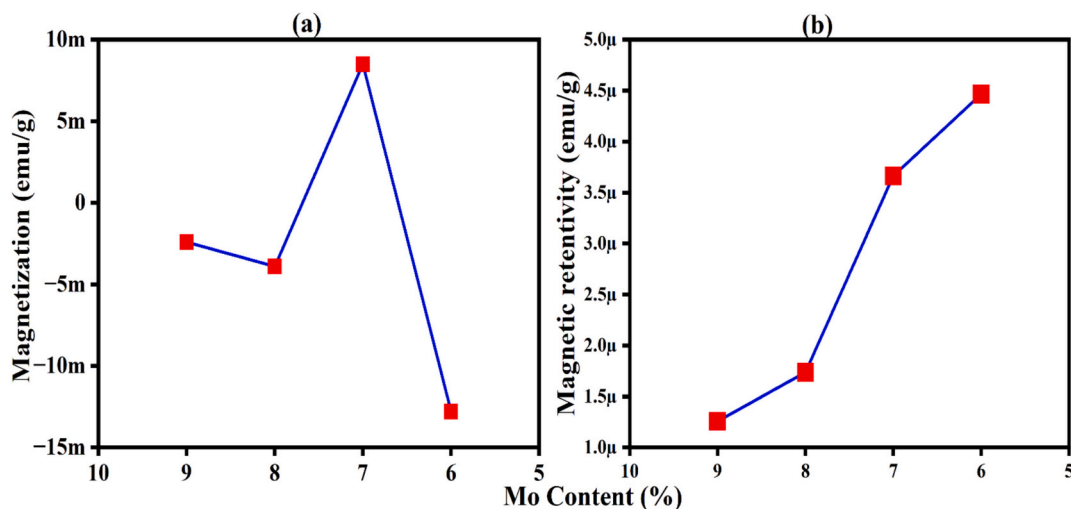 (a)
Magnetization (emu/g)
10m
5m
0
−5m
−10m
−15m
10 9 8 7 6 5
(b)
Magnetic retentivity (emu/g)
5.0μ
4.5μ
4.0μ
3.5μ
3.0μ
2.5μ
2.0μ
1.5μ
1.0μ
10 9 8 7 6 5
Mo Content (%)